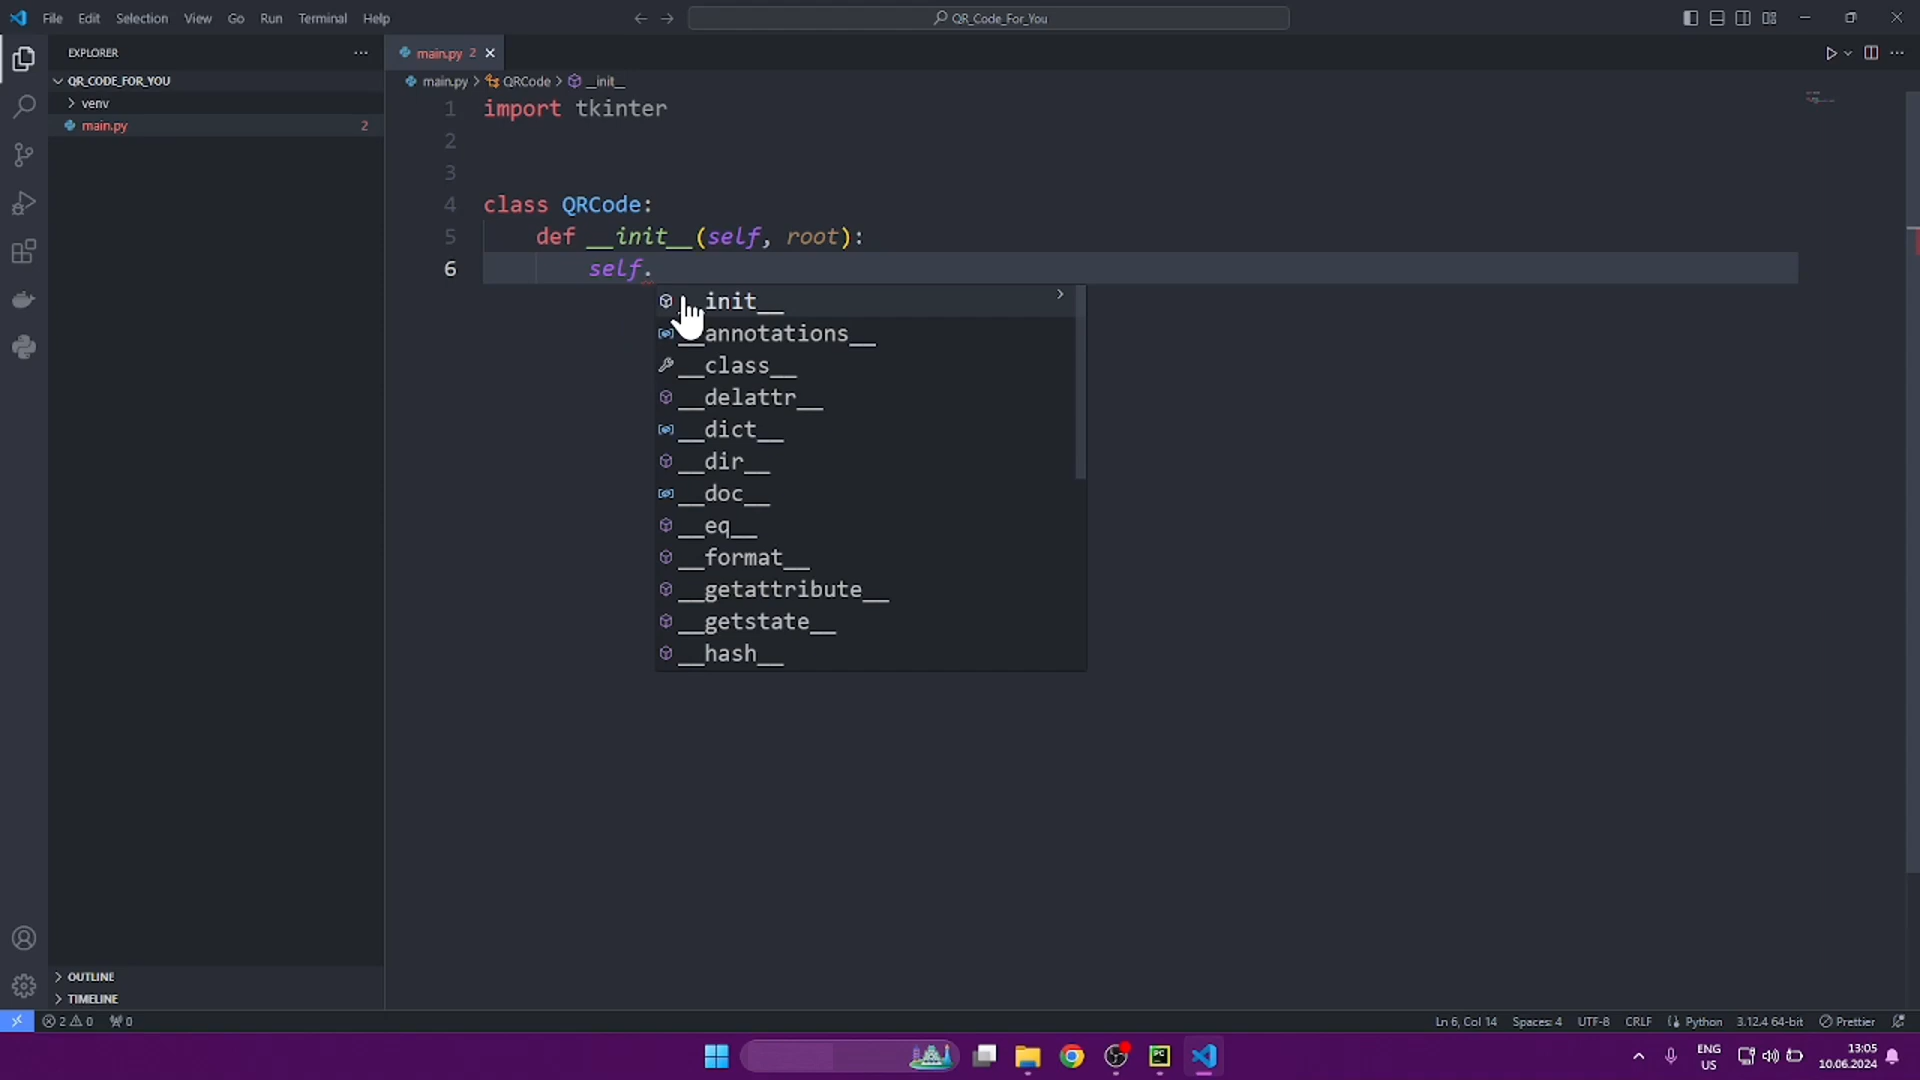 File Edit Selection View Go Run Terminal Help
QR_Code_For_You
EXPLORER
QR_CODE_FOR_YOU
venv
main.py 2
main.py 2
main.py > QRCode > __init__
1 import tkinter
2
3
4 class QRCode:
5 def __init__(self, root):
6 self.
__init__
__annotations__
__class__
__delattr__
__dict__
__dir__
__doc__
__eq__
__format__
__getattribute__
__getstate__
__hash__
OUTLINE
TIMELINE
2 0 0
Ln 6, Col 14 Spaces: 4 UTF-8 CRLF Python 3.12.4 64-bit Prettier
PC
ENG
US
13:05
10.06.2024